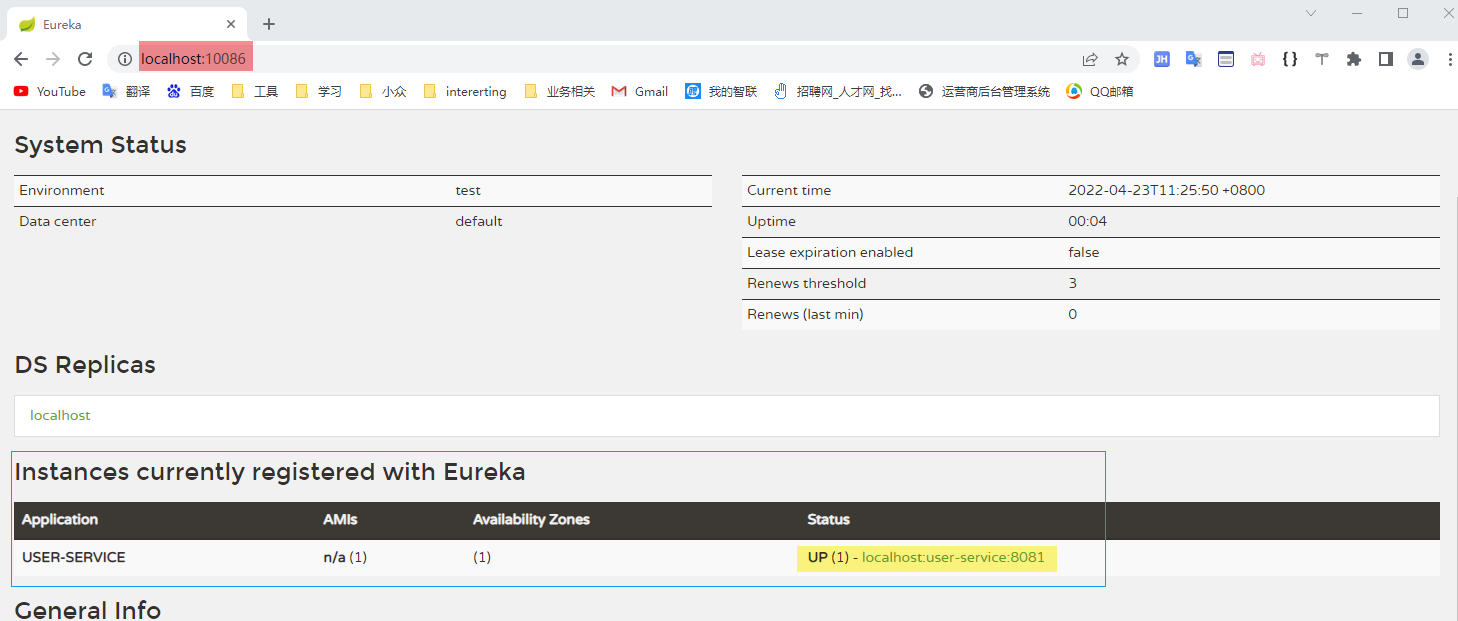 Eureka
localhost:10086
YouTube 翻译 百度 工具 学习 小众 intererting 业务相关 Gmail 我的智联 招聘网_人才网_找... 运营商后台管理系统 QQ邮箱
System Status
Environment test
Data center default
Current time 2022-04-23T11:25:50 +0800
Uptime 00:04
Lease expiration enabled false
Renews threshold 3
Renews (last min) 0
DS Replicas
localhost
Instances currently registered with Eureka
Application AMIs Availability Zones Status
USER-SERVICE n/a (1) (1) UP (1) - localhost:user-service:8081
General Info